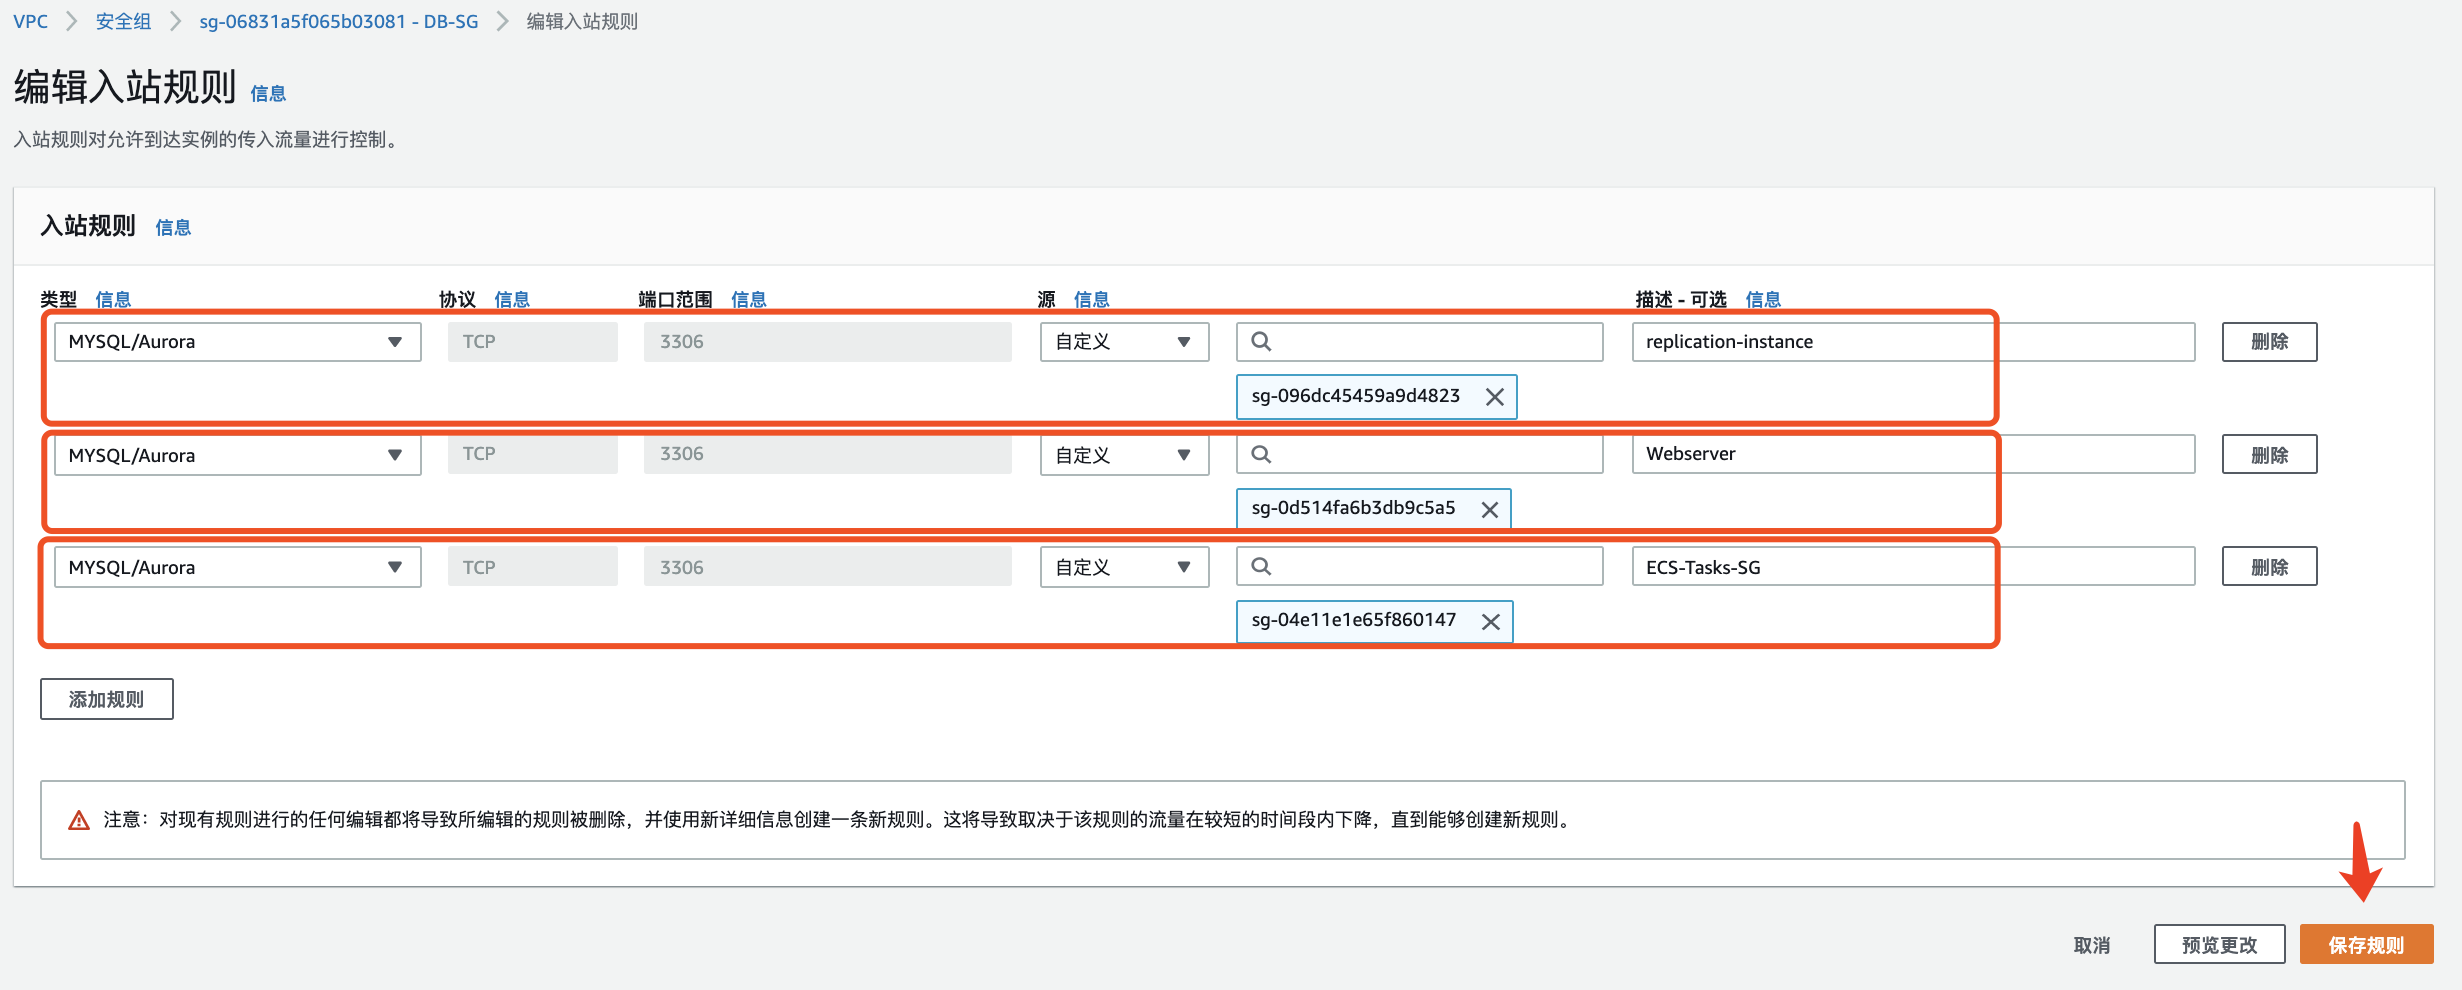 VPC 安全组 sg-06831a5f065b03081 - DB-SG 编辑入站规则
编辑入站规则 信息
入站规则对允许到达实例的传入流量进行控制。
入站规则 信息
类型 信息 协议 信息 端口范围 信息 源 信息 描述 - 可选 信息
MYSQL/Aurora TCP 3306 自定义 replication-instance 删除
sg-096dc45459a9d4823
MYSQL/Aurora TCP 3306 自定义 Webserver 删除
sg-0d514fa6b3db9c5a5
MYSQL/Aurora TCP 3306 自定义 ECS-Tasks-SG 删除
sg-04e11e1e65f860147
添加规则
注意：对现有规则进行的任何编辑都将导致所编辑的规则被删除，并使用新详细信息创建一条新规则。这将导致取决于该规则的流量在较短的时间段内下降，直到能够创建新规则。
取消 预览更改 保存规则